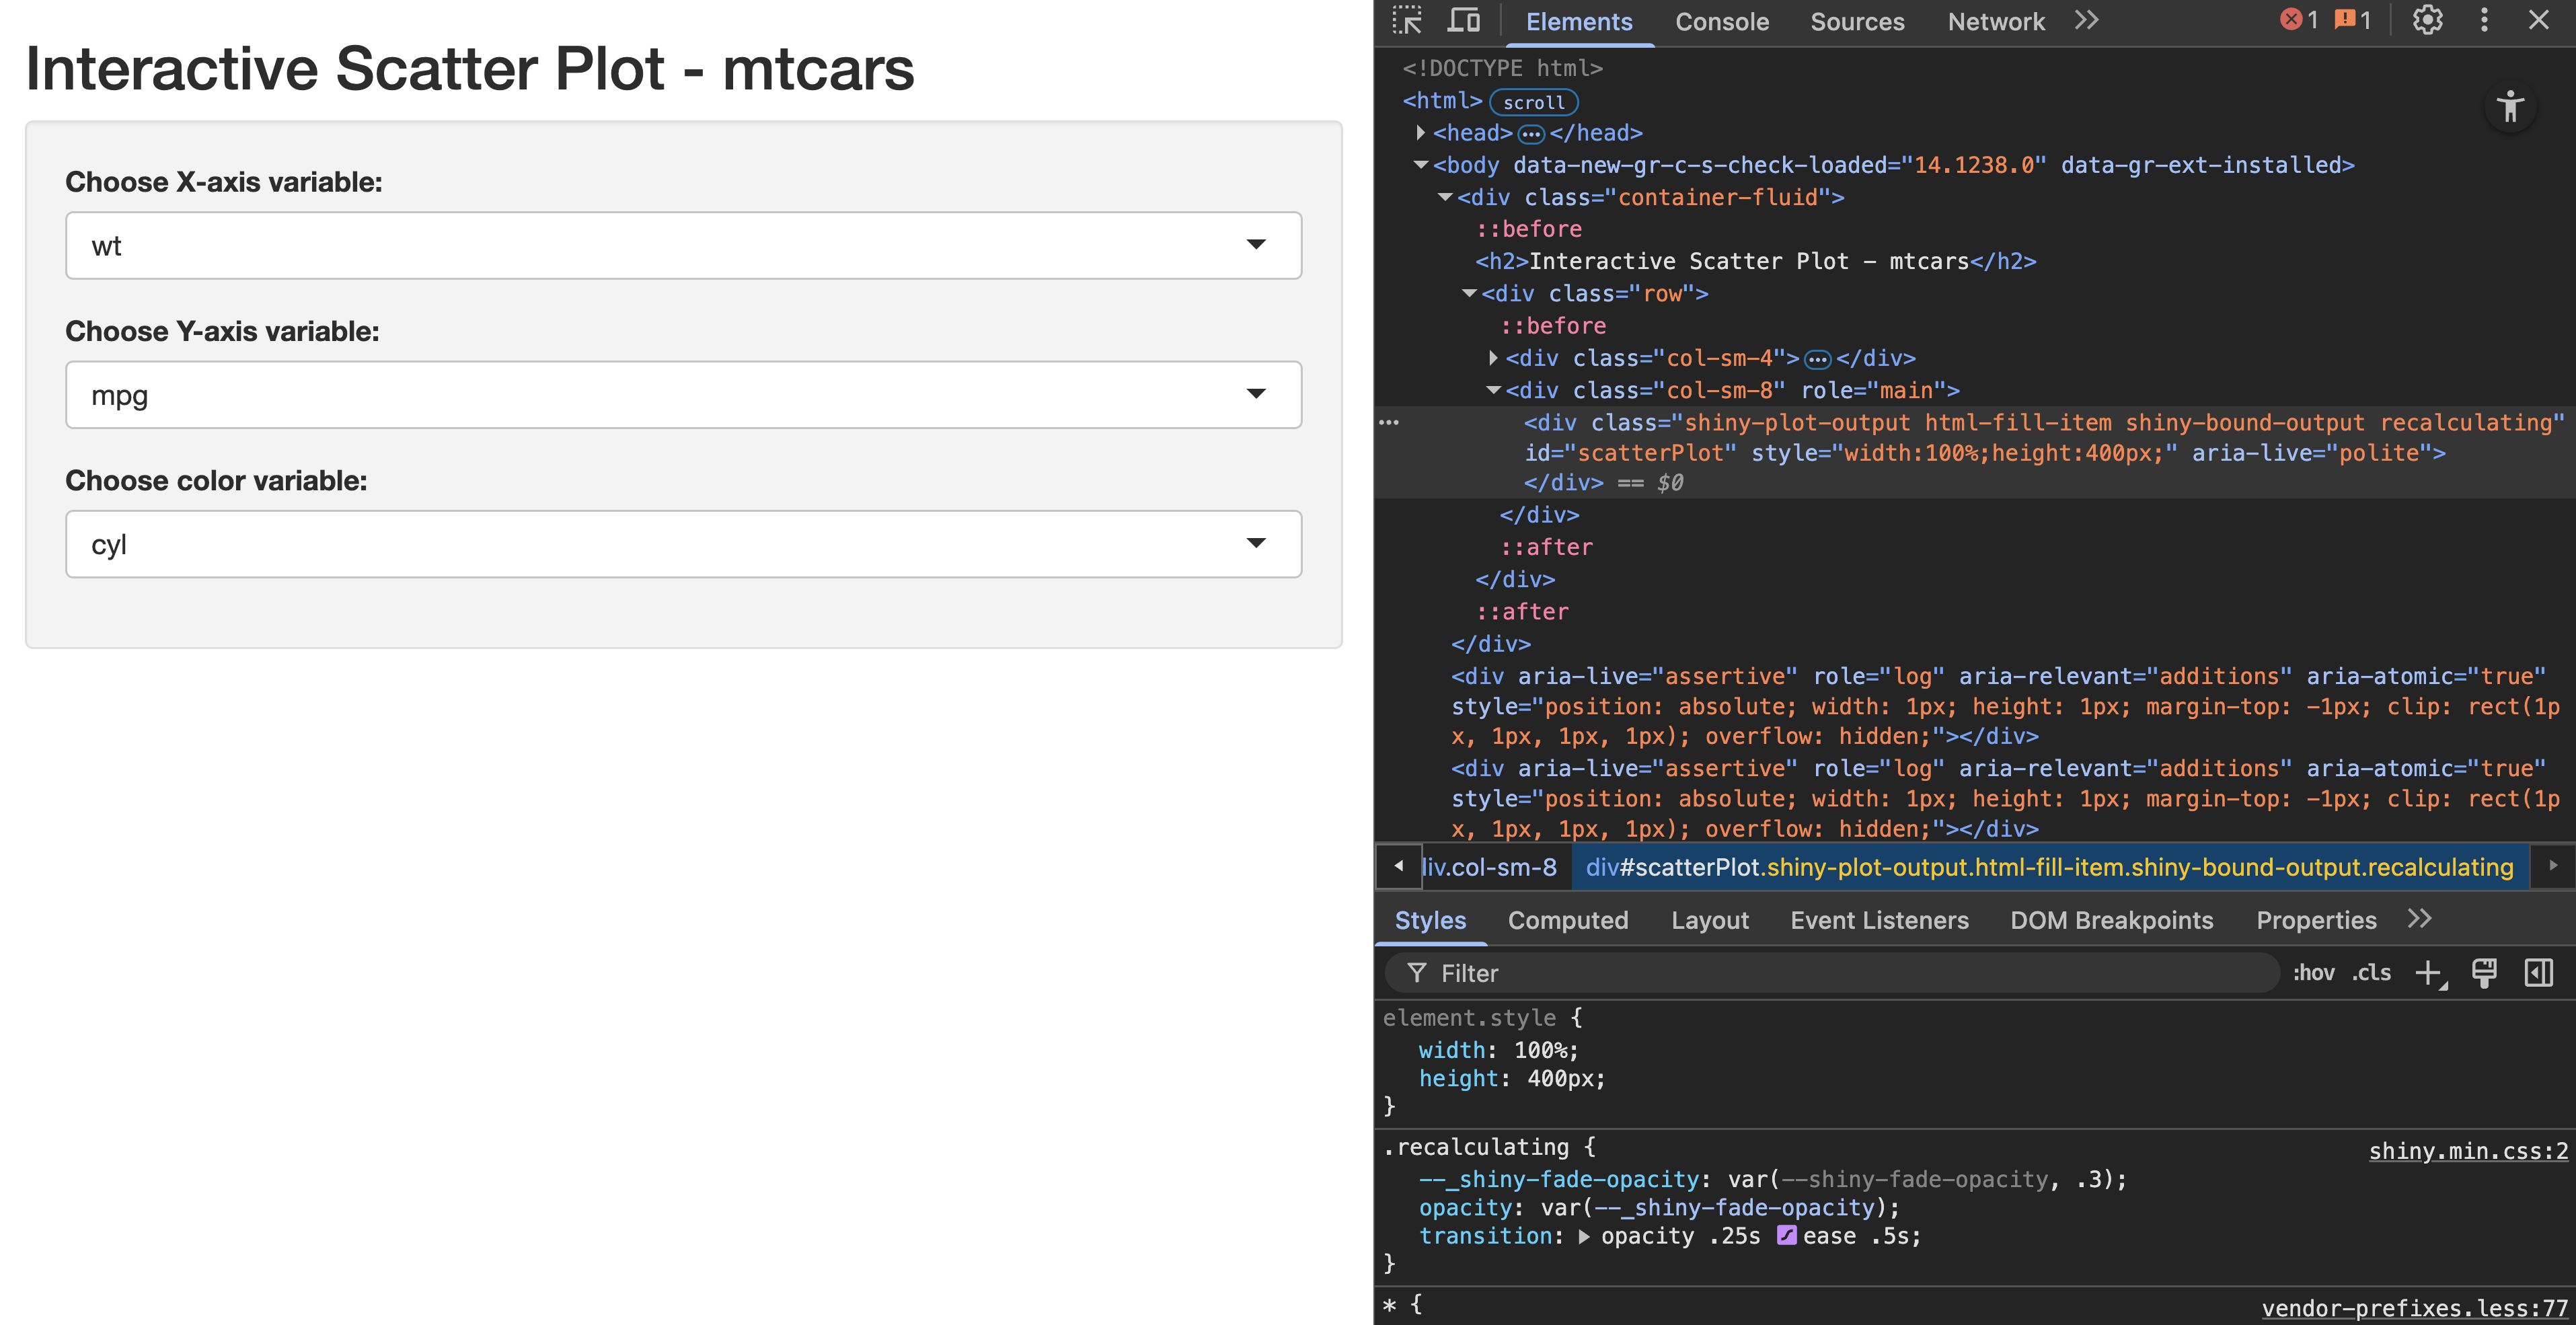 Interactive Scatter Plot - mtcars
Choose X-axis variable:
wt
Choose Y-axis variable:
mpg
Choose color variable:
cyl
Elements Console Sources Network 1 1
<!DOCTYPE html>
<html> scroll
<head> ··· </head>
<body data-new-gr-c-s-check-loaded="14.1238.0" data-gr-ext-installed>
<div class="container-fluid">
::before
<h2>Interactive Scatter Plot - mtcars</h2>
<div class="row">
::before
<div class="col-sm-4"> ··· </div>
<div class="col-sm-8" role="main">
··· <div class="shiny-plot-output html-fill-item shiny-bound-output recalculating"
id="scatterPlot" style="width:100%;height:400px;" aria-live="polite">
</div> == $0
</div>
::after
</div>
::after
</div>
<div aria-live="assertive" role="log" aria-relevant="additions" aria-atomic="true"
style="position: absolute; width: 1px; height: 1px; margin-top: -1px; clip: rect(1p
x, 1px, 1px, 1px); overflow: hidden;"></div>
<div aria-live="assertive" role="log" aria-relevant="additions" aria-atomic="true"
style="position: absolute; width: 1px; height: 1px; margin-top: -1px; clip: rect(1p
x, 1px, 1px, 1px); overflow: hidden;"></div>
iv.col-sm-8 div#scatterPlot.shiny-plot-output.html-fill-item.shiny-bound-output.recalculating
Styles Computed Layout Event Listeners DOM Breakpoints Properties
Filter :hov .cls
element.style {
width: 100%;
height: 400px;
}
.recalculating { shiny.min.css:2
--_shiny-fade-opacity: var(--shiny-fade-opacity, .3);
opacity: var(--_shiny-fade-opacity);
transition: opacity .25s ease .5s;
}
* { vendor-prefixes.less:77